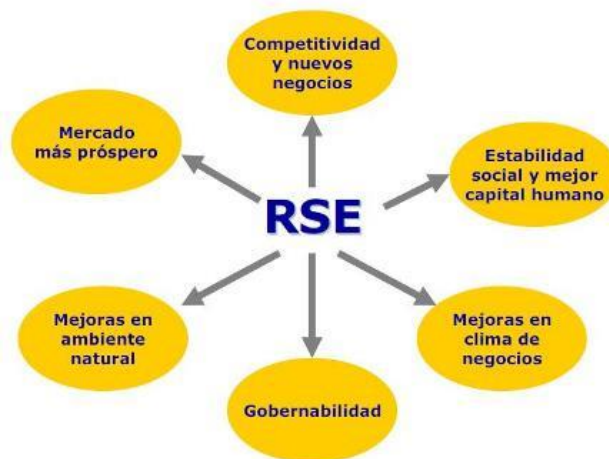 Competitividad
y nuevos
negocios
Mercado
más próspero
Estabilidad
social y mejor
capital humano
RSE
Mejoras en
ambiente
natural
Mejoras en
clima de
negocios
Gobernabilidad